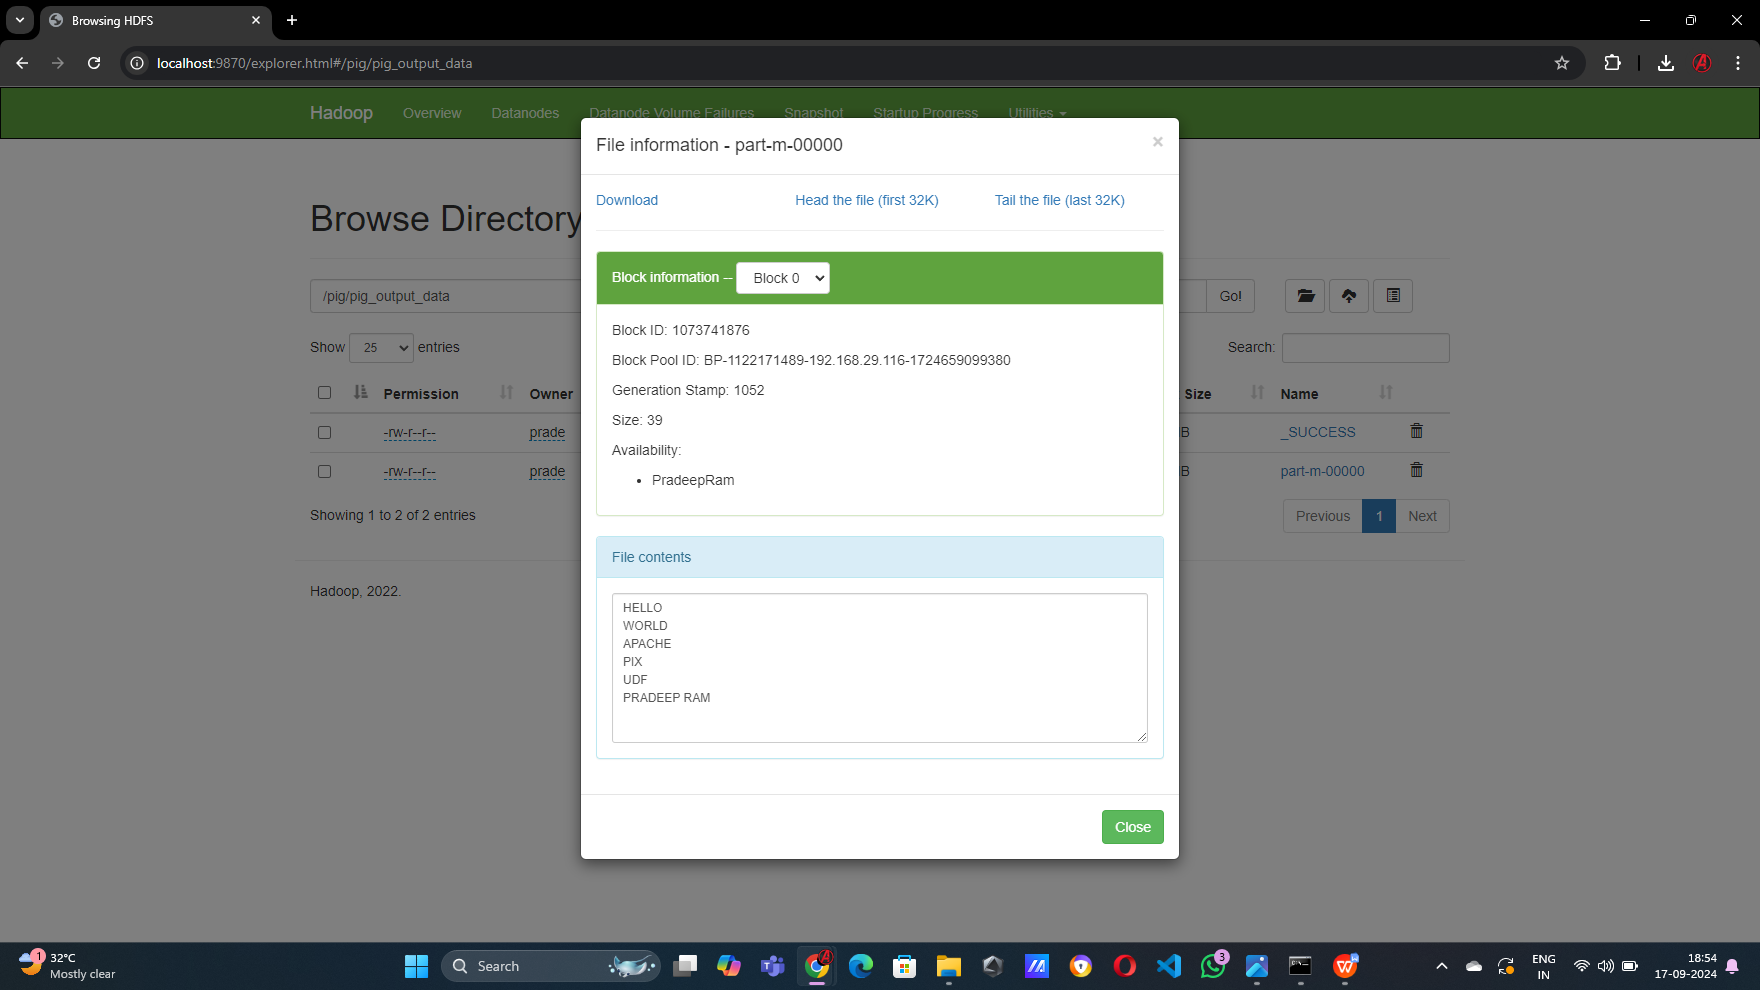 Browsing HDFS
localhost:9870/explorer.html#/pig/pig_output_data
Hadoop Overview Datanodes Datanode Volume Failures Snapshot Startup Progress Utilities
File information - part-m-00000
×
Download Head the file (first 32K) Tail the file (last 32K)
Browse Directory
Block information -- Block 0
/pig/pig_output_data Go!
Block ID: 1073741876
Show 25 entries Search:
Block Pool ID: BP-1122171489-192.168.29.116-1724659099380
Generation Stamp: 1052
Permission Owner Size Name
Size: 39
-rw-r--r-- prade B _SUCCESS
Availability:
-rw-r--r-- prade B part-m-00000
PradeepRam
Showing 1 to 2 of 2 entries Previous 1 Next
File contents
Hadoop, 2022.
HELLO
WORLD
APACHE
PIX
UDF
PRADEEP RAM
Close
1 32°C
Mostly clear
Search
3
ENG
IN
18:54
17-09-2024